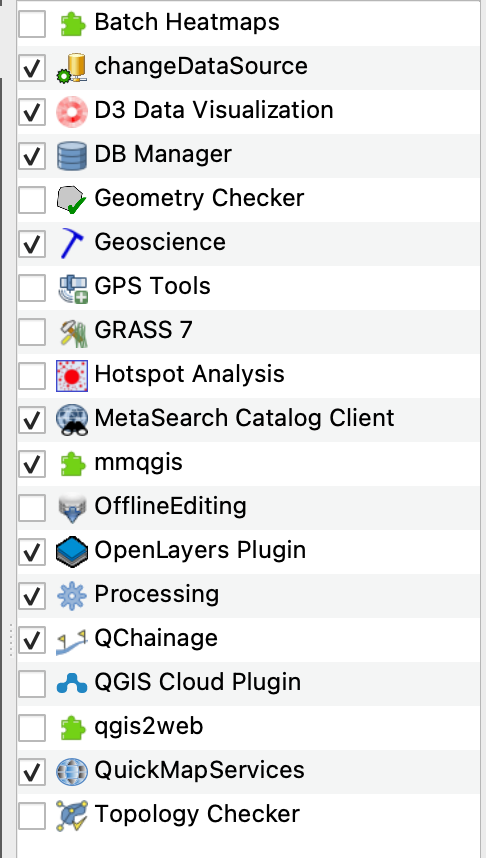 Batch Heatmaps
changeDataSource
D3 Data Visualization
DB Manager
Geometry Checker
Geoscience
GPS Tools
GRASS 7
Hotspot Analysis
MetaSearch Catalog Client
mmqgis
OfflineEditing
OpenLayers Plugin
Processing
QChainage
QGIS Cloud Plugin
qgis2web
QuickMapServices
Topology Checker